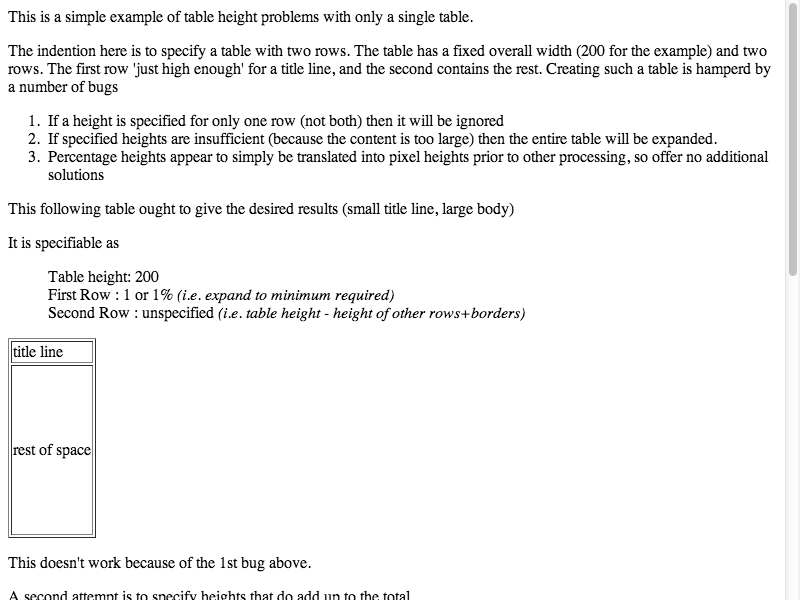 This is a simple example of table height problems with only a single table.
The indention here is to specify a table with two rows. The table has a fixed overall width (200 for the example) and two
rows. The first row 'just high enough' for a title line, and the second contains the rest. Creating such a table is hamperd by
a number of bugs
1. If a height is specified for only one row (not both) then it will be ignored
2. If specified heights are insufficient (because the content is too large) then the entire table will be expanded.
3. Percentage heights appear to simply be translated into pixel heights prior to other processing, so offer no additional
solutions
This following table ought to give the desired results (small title line, large body)
It is specifiable as
Table height: 200
First Row : 1 or 1% (i.e. expand to minimum required)
Second Row : unspecified (i.e. table height - height of other rows+borders)
title line
rest of space
This doesn't work because of the 1st bug above.
A second attempt is to specify heights that do add up to the total